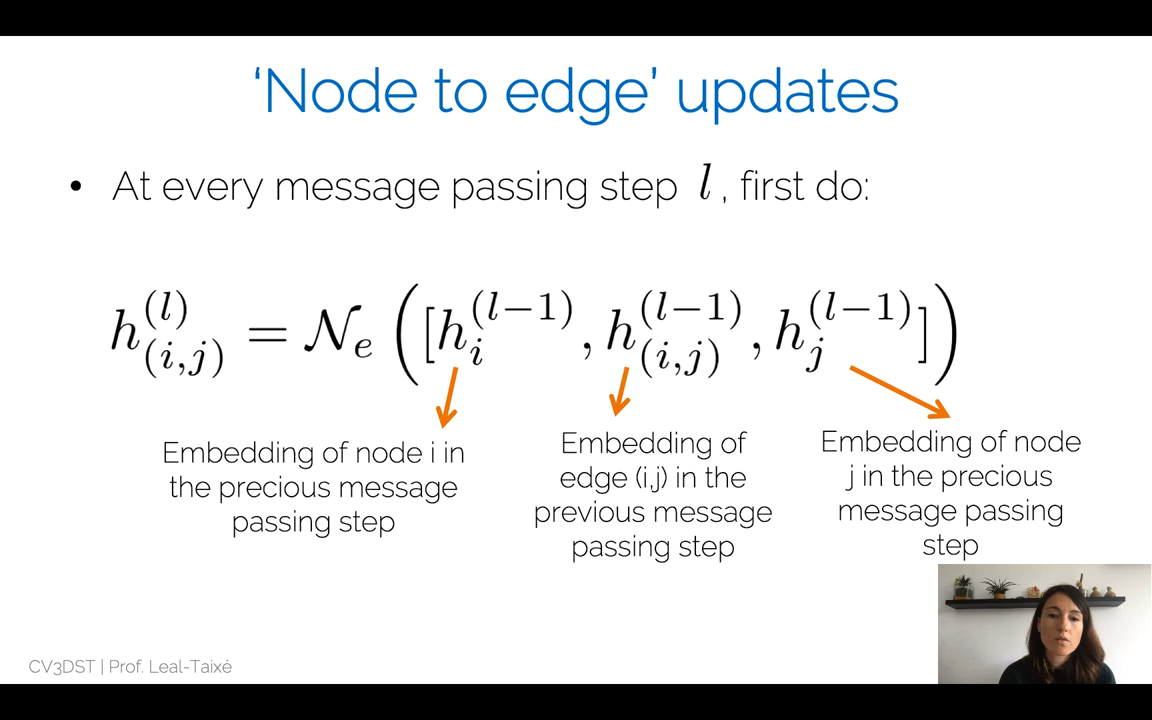 ‘Node to edge’ updates
• At every message passing step l, first do:
h_{(i,j)}^{(l)} = \mathcal{N}_e ([h_i^{(l-1)}, h_{(i,j)}^{(l-1)}, h_j^{(l-1)}])
Embedding of node i in
the precious message
passing step
Embedding of
edge (i,j) in the
previous message
passing step
Embedding of node
j in the precious
message passing
step
CV3DST | Prof. Leal-Taixé